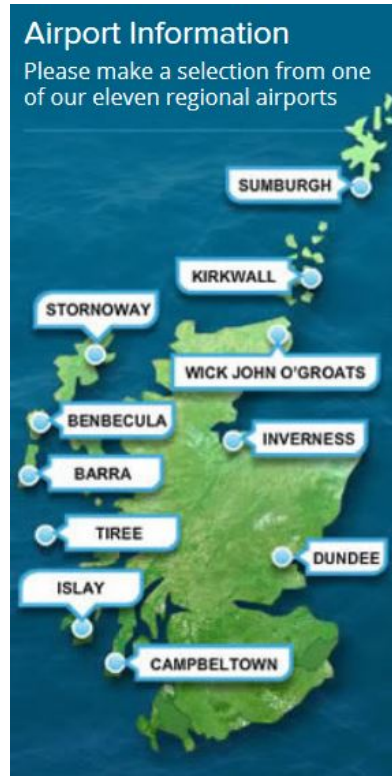 Airport Information
Please make a selection from one
of our eleven regional airports
SUMBURGH
KIRKWALL
STORNOWAY
WICK JOHN O'GROATS
BENBECULA
INVERNESS
BARRA
TIREE
DUNDEE
ISLAY
CAMPBELTOWN